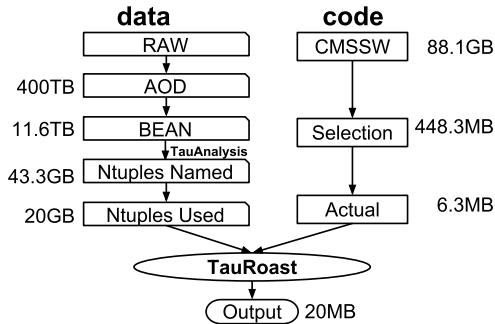 data
code
RAW
CMSSW
88.1GB
400TB
AOD
11.6TB
BEAN
Selection
448.3MB
TauAnalysis
43.3GB
Ntuples Named
20GB
Ntuples Used
Actual
6.3MB
TauRoast
Output
20MB